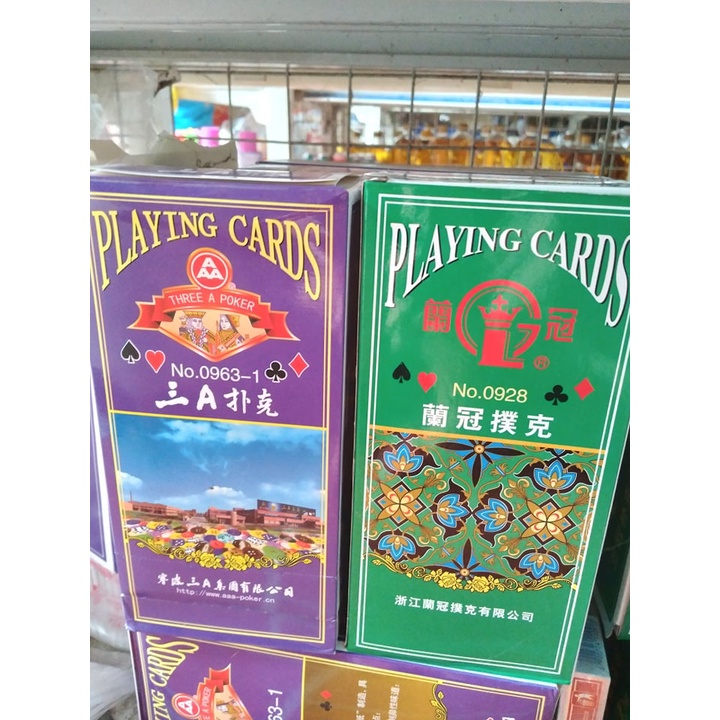 PLAYING CARDS
AAA
THREE A POKER
No.0963-1
三A扑克
宁波三A集团有限公司
http://www.aaa-poker.cn
PLAYING CARDS
蘭冠
®
No.0928
蘭冠撲克
浙江蘭冠撲克有限公司
PLAYING CARDS
63-1